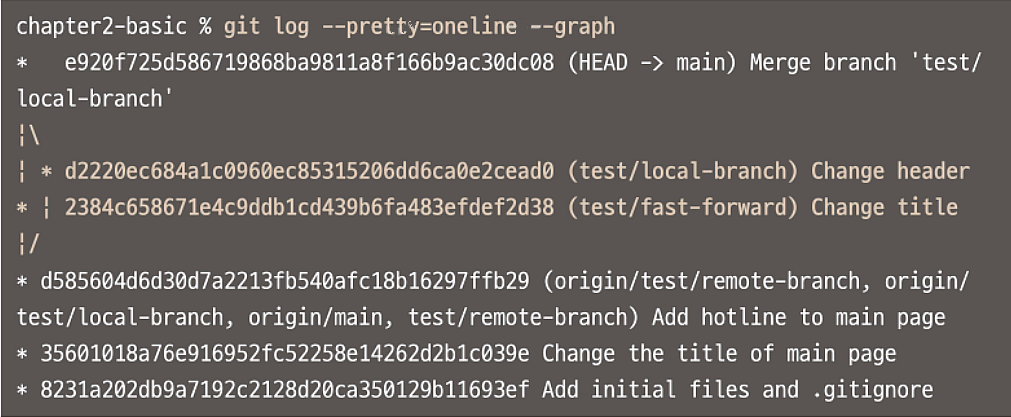 chapter2-basic % git log --pretty=oneline --graph
*   e920f725d586719868ba9811a8f166b9ac30dc08 (HEAD -> main) Merge branch 'test/
local-branch'
¦\
¦ * d2220ec684a1c0960ec85315206dd6ca0e2cead0 (test/local-branch) Change header
* ¦ 2384c658671e4c9ddb1cd439b6fa483efdef2d38 (test/fast-forward) Change title
¦/
* d585604d6d30d7a2213fb540afc18b16297ffb29 (origin/test/remote-branch, origin/
test/local-branch, origin/main, test/remote-branch) Add hotline to main page
* 35601018a76e916952fc52258e14262d2b1c039e Change the title of main page
* 8231a202db9a7192c2128d20ca350129b11693ef Add initial files and .gitignore